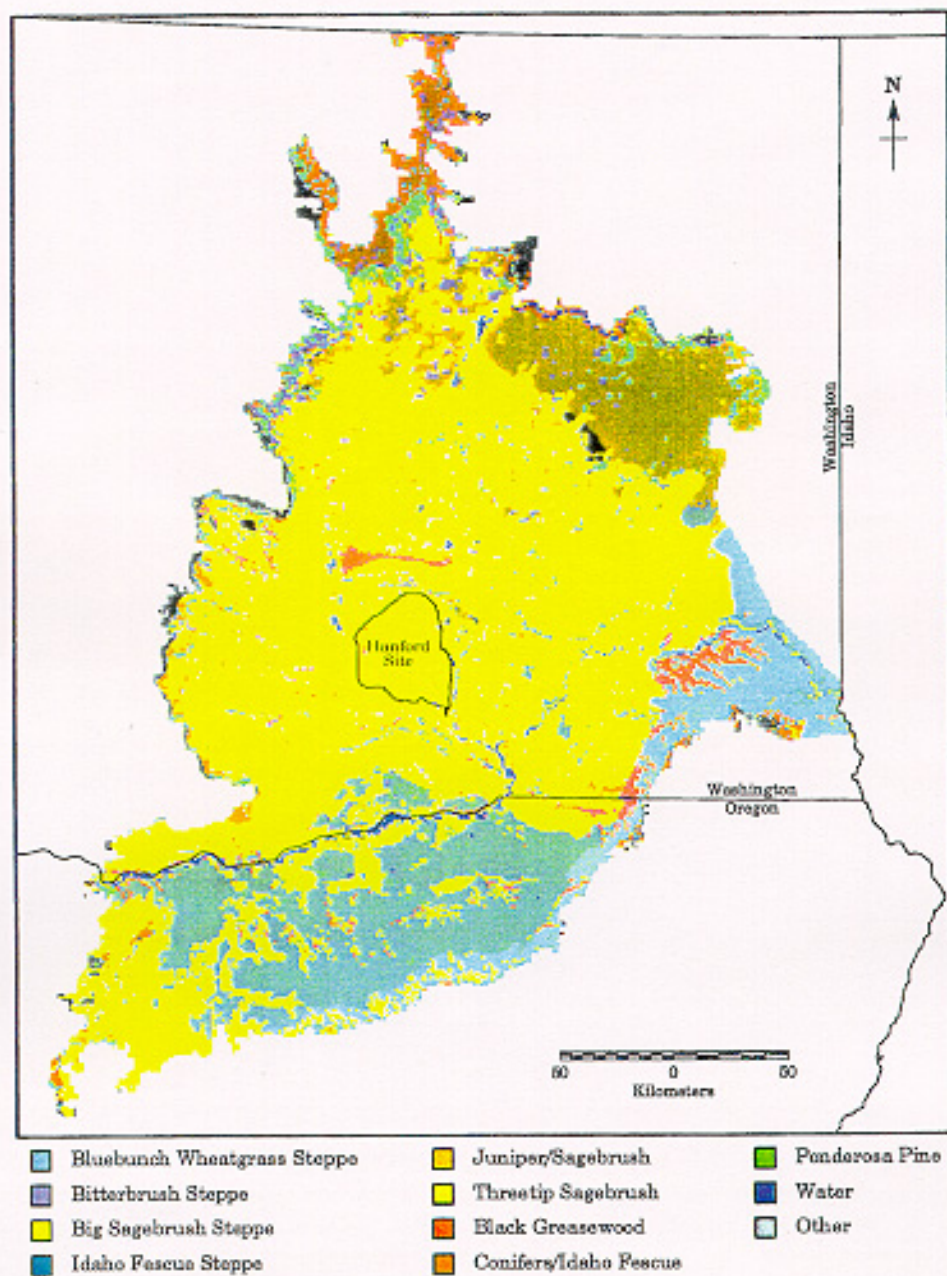 N
Washington
Idaho
Hanford
Site
Washington
Oregon
50 0 50
Kilometers
Bluebunch Wheatgrass Steppe
Bitterbrush Steppe
Big Sagebrush Steppe
Idaho Fescue Steppe
Juniper/Sagebrush
Threetip Sagebrush
Black Greasewood
Conifers/Idaho Fescue
Ponderosa Pine
Water
Other